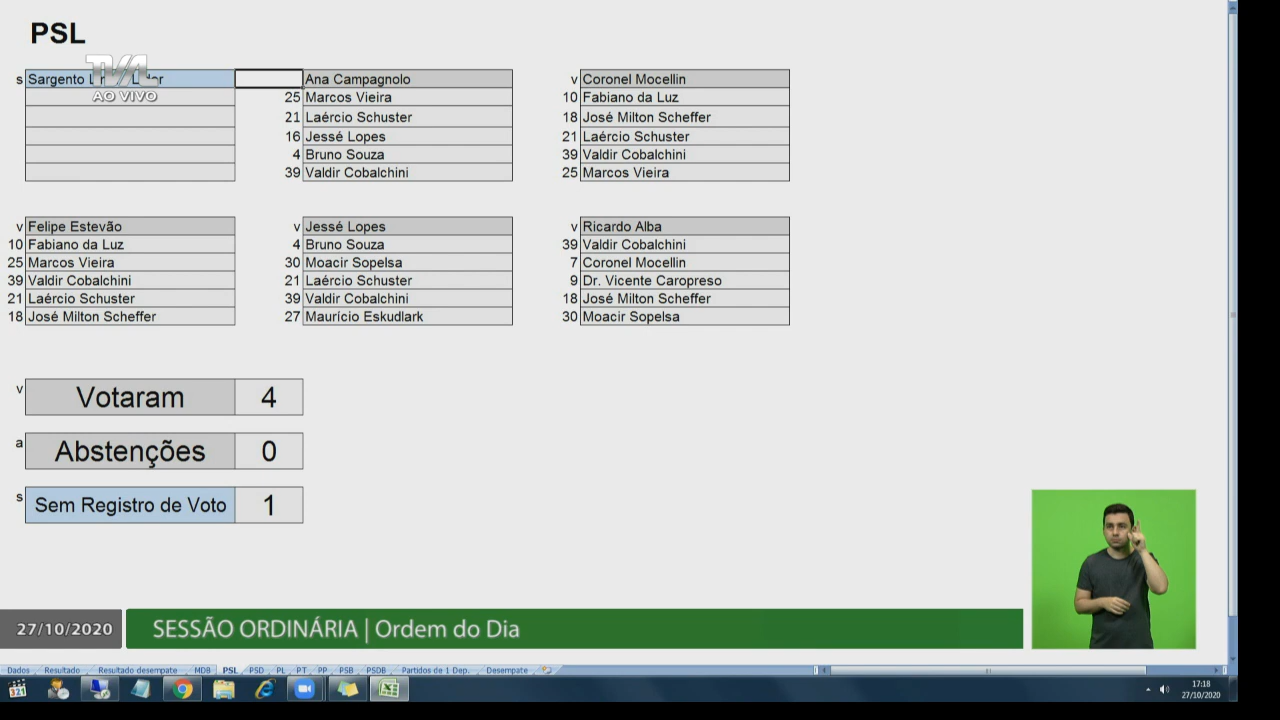 PSL
TVAL
AO VIVO
s Sargento Lima - Líder
Ana Campagnolo
25 Marcos Vieira
21 Laércio Schuster
16 Jessé Lopes
4 Bruno Souza
39 Valdir Cobalchini
v Coronel Mocellin
10 Fabiano da Luz
18 José Milton Scheffer
21 Laércio Schuster
39 Valdir Cobalchini
25 Marcos Vieira
v Felipe Estevão
10 Fabiano da Luz
25 Marcos Vieira
39 Valdir Cobalchini
21 Laércio Schuster
18 José Milton Scheffer
v Jessé Lopes
4 Bruno Souza
30 Moacir Sopelsa
21 Laércio Schuster
39 Valdir Cobalchini
27 Maurício Eskudlark
v Ricardo Alba
39 Valdir Cobalchini
7 Coronel Mocellin
9 Dr. Vicente Caropreso
18 José Milton Scheffer
30 Moacir Sopelsa
v Votaram 4
a Abstenções 0
s Sem Registro de Voto 1
27/10/2020 SESSÃO ORDINÁRIA | Ordem do Dia
Dados Resultado Resultado desempate MDB PSL PSD PL PT PP PSB PSDB Partidos de 1 Dep. Desempate
321
17:18
27/10/2020